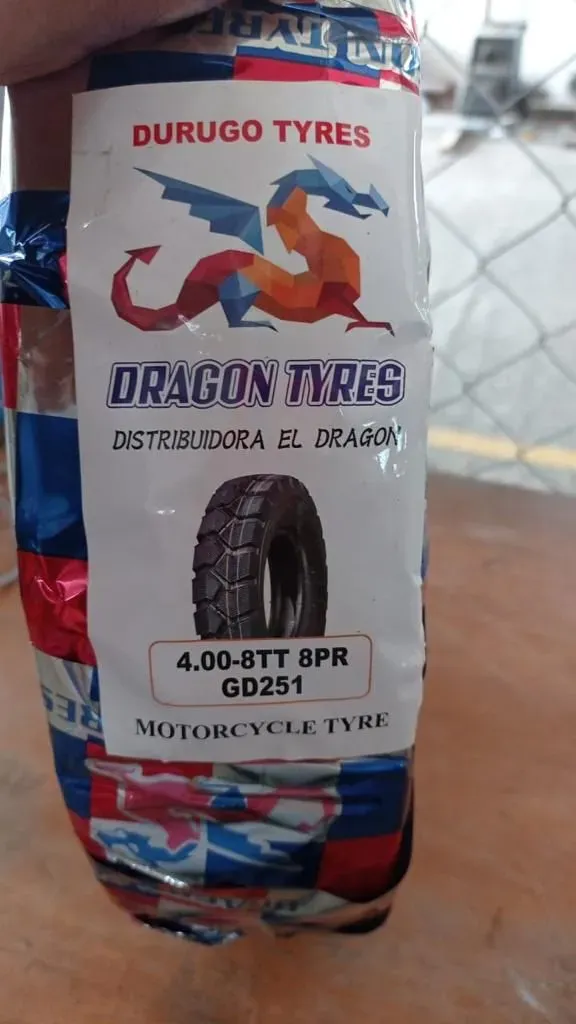 DURUGO TYRES
DRAGON TYRES
DISTRIBUIDORA EL DRAGON
4.00-8TT 8PR
GD251
MOTORCYCLE TYRE